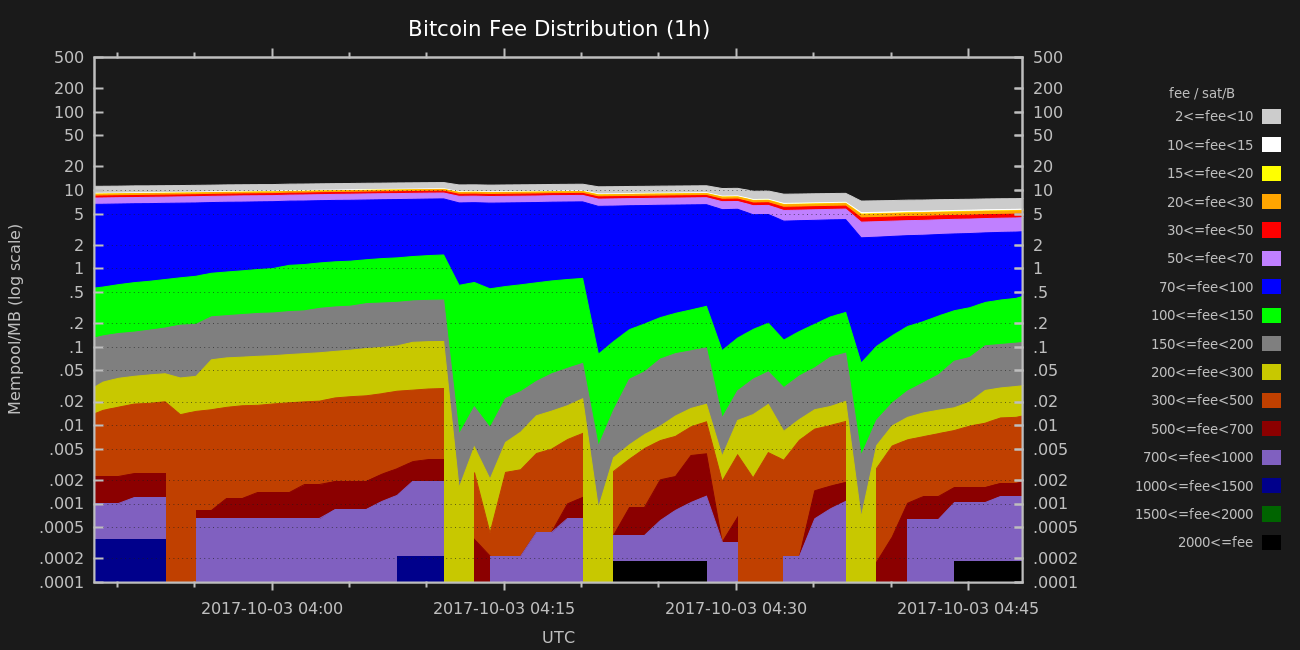 Bitcoin Fee Distribution (1h)
Mempool/MB (log scale)
500
200
100
50
20
10
5
2
1
.5
.2
.1
.05
.02
.01
.005
.002
.001
.0005
.0002
.0001
500
200
100
50
20
10
5
2
1
.5
.2
.1
.05
.02
.01
.005
.002
.001
.0005
.0002
.0001
2017-10-03 04:00
2017-10-03 04:15
2017-10-03 04:30
2017-10-03 04:45
UTC
fee / sat/B
2<=fee<10
10<=fee<15
15<=fee<20
20<=fee<30
30<=fee<50
50<=fee<70
70<=fee<100
100<=fee<150
150<=fee<200
200<=fee<300
300<=fee<500
500<=fee<700
700<=fee<1000
1000<=fee<1500
1500<=fee<2000
2000<=fee